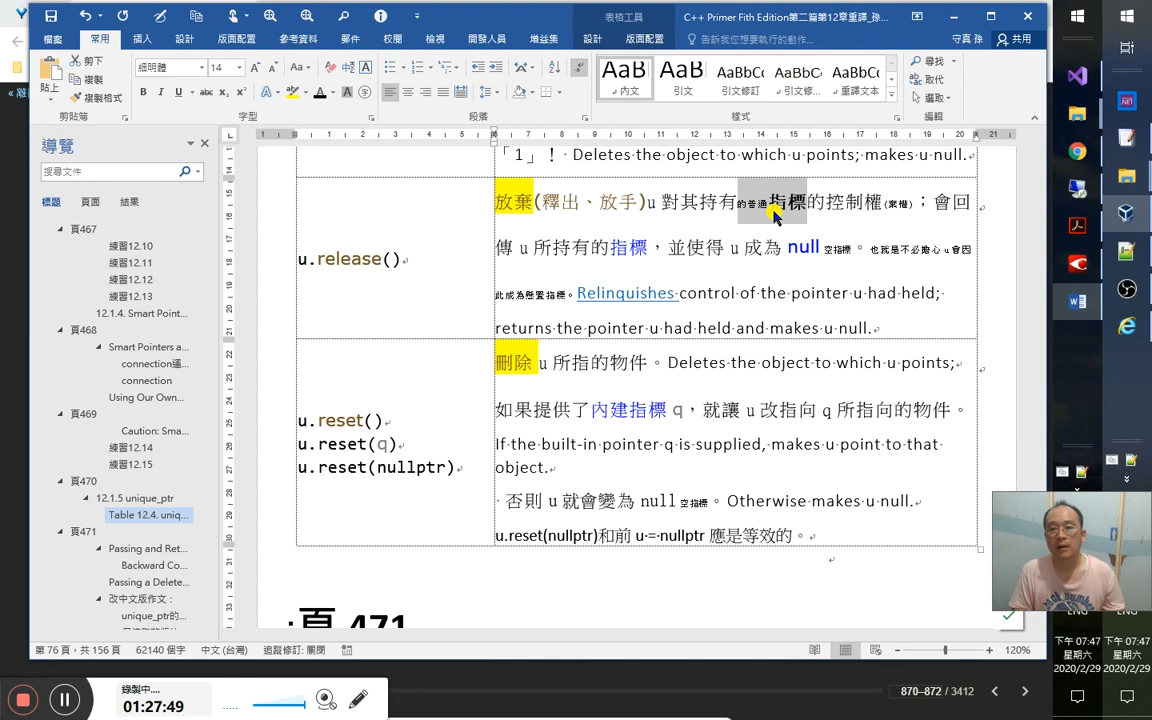 C++ Primer Fifth Edition第二篇第12章重譯_孫...
表格工具
檔案 常用 插入 設計 版面配置 參考資料 郵件 校閱 檢視 開發人員 增益集 設計 版面配置 告訴我您想要執行的動作... 守真 孫 共用
貼上 剪下 複製 複製格式
細明體 14
AaB AaB AaBbCc AaBbCc AaBbCc
內文 引文 引文修訂 引文修... 重譯文本
尋找 取代 選取
剪貼簿 字型 段落 樣式 編輯
導覽
搜尋文件
標題 頁面 結果
頁467
練習12.10
練習12.11
練習12.12
練習12.13
12.1.4. Smart Point...
頁468
Smart Pointers a...
connection
Using Our Own...
頁469
Caution: Sma...
練習12.14
練習12.15
頁470
12.1.5 unique_ptr
Table 12.4. uniq...
頁471
Passing and Ret...
Backward Co...
Passing a Delete...
改中文版作文：
unique_ptr的...
「1」！ Deletes the object to which u points; makes u null.
u.release()
放棄(釋出、放手)u 對其持有的普通指標的控制權(棄權)；會回
傳 u 所持有的指標，並使得 u 成為 null 空指標。 也就是不必擔心 u 會因
此成為懸置指標。Relinquishes control of the pointer u had held;
returns the pointer u had held and makes u null.
u.reset()
u.reset(q)
u.reset(nullptr)
刪除 u 所指的物件。Deletes the object to which u points;
如果提供了內建指標 q，就讓 u 改指向 q 所指向的物件。
If the built-in pointer q is supplied, makes u point to that
object.
否則 u 就會變為 null 空指標。Otherwise makes u null.
u.reset(nullptr)和前 u = nullptr 應是等效的。
頁 471
第 76 頁，共 156 頁 62140 個字 中文 (台灣) 追蹤修訂: 關閉 120%
錄製中...
01:27:49
870–872 / 3412
ENG ENG
下午 07:47 下午 07:47
星期六 星期六
2020/2/29 2020/2/29